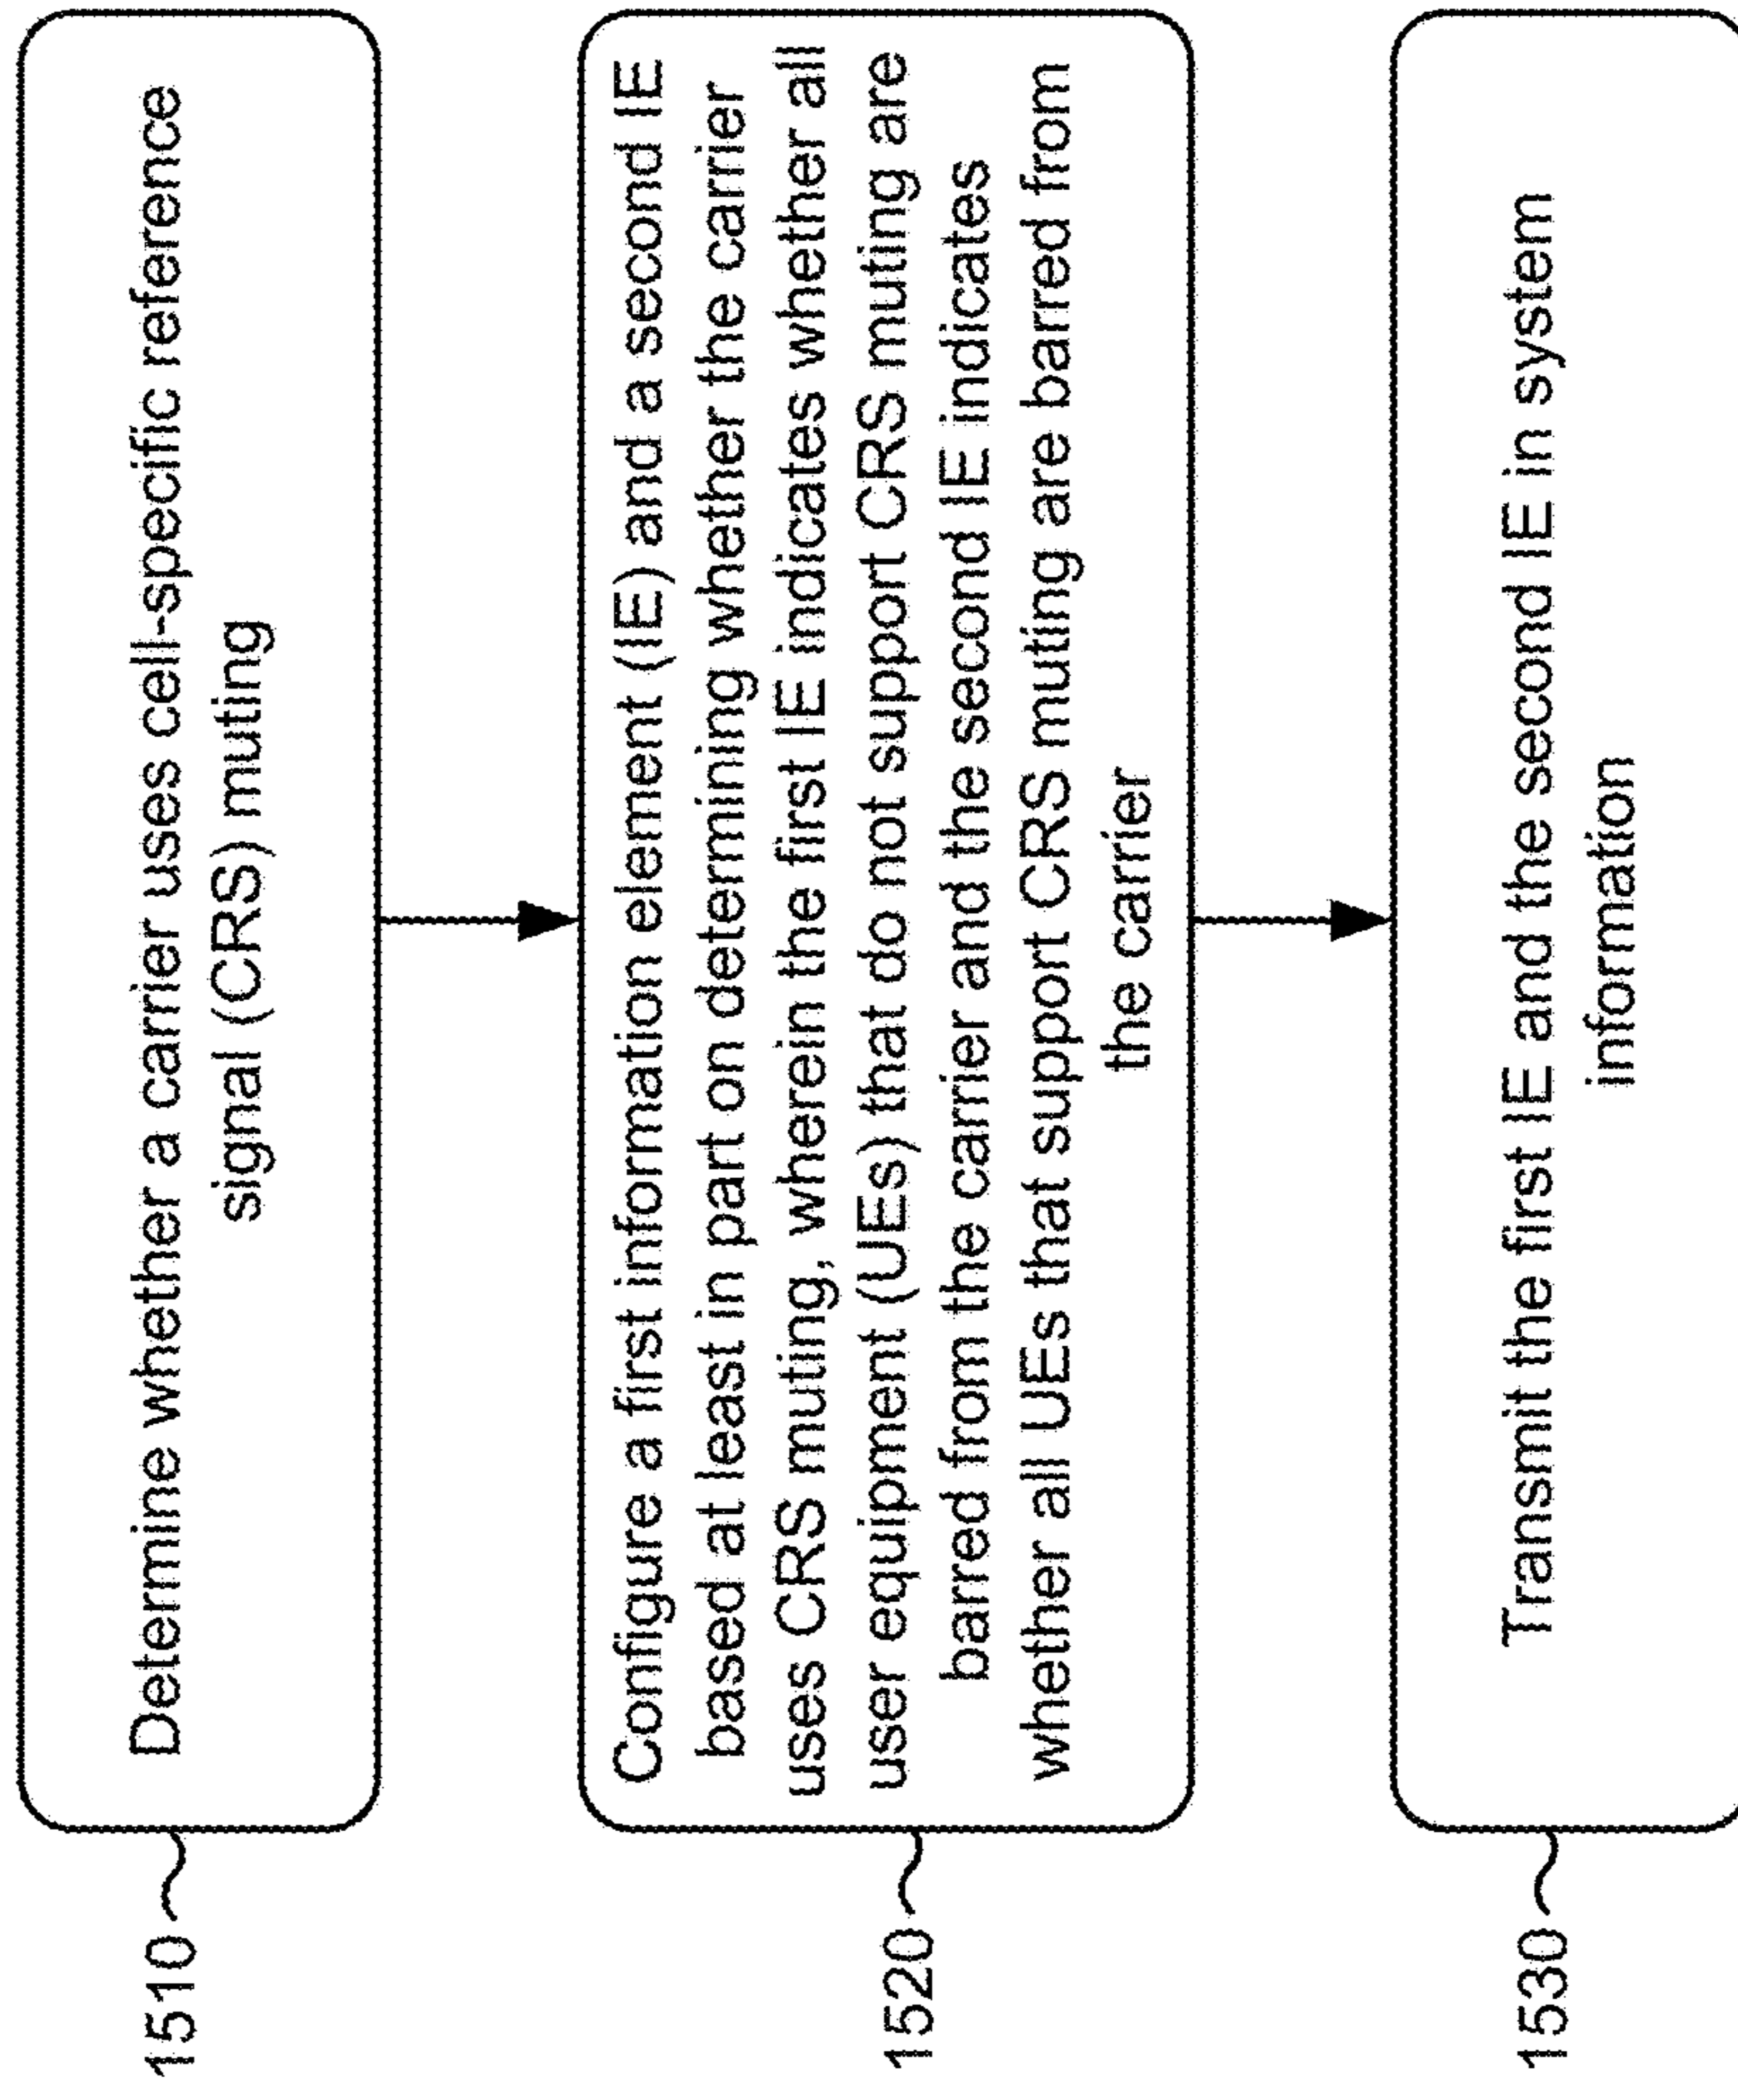 1510
Determine whether a carrier uses cell-specific reference
signal (CRS) muting
1520
Configure a first information element (IE) and a second IE
based at least in part on determining whether the carrier
uses CRS muting, wherein the first IE indicates whether all
user equipment (UEs) that do not support CRS muting are
barred from the carrier and the second IE indicates
whether all UEs that support CRS muting are barred from
the carrier
1530
Transmit the first IE and the second IE in system
information